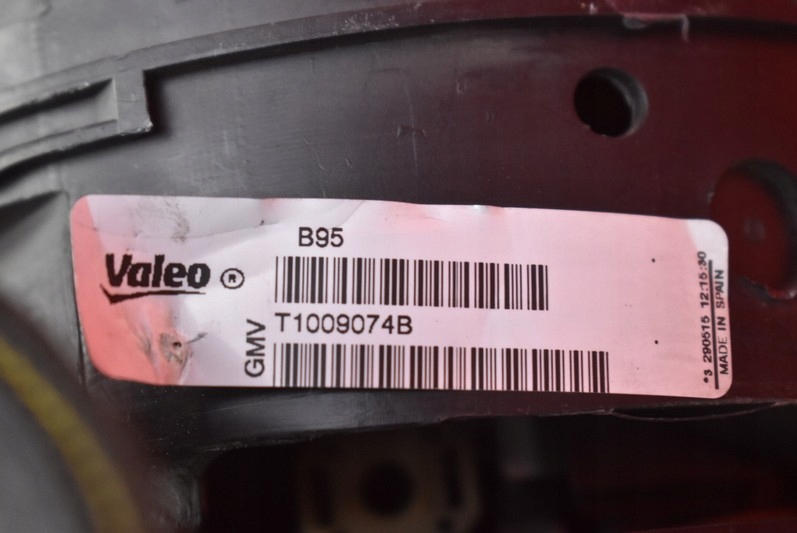 B95
Valeo ®
T1009074B
GMV
*3 290515 12:15:30
MADE IN SPAIN